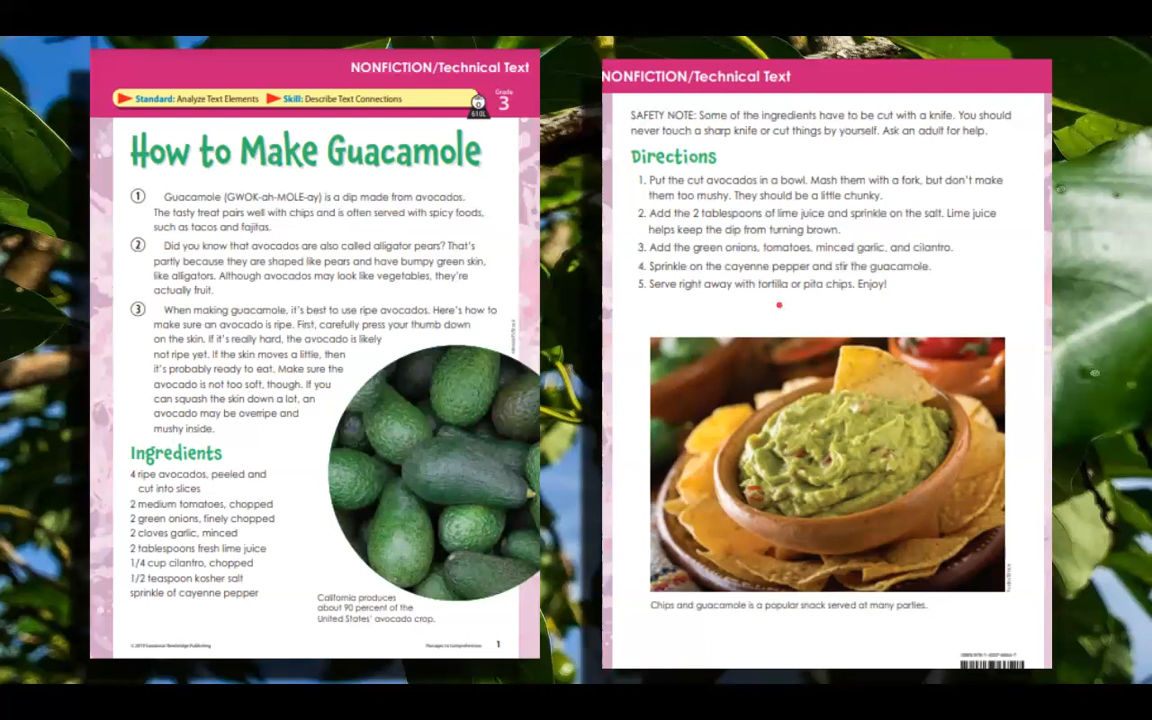 NONFICTION/Technical Text
Standard: Analyze Text Elements Skill: Describe Text Connections
Grade
3
610L
How to Make Guacamole
1 Guacamole (GWOK-ah-MOLE-ay) is a dip made from avocados.
The tasty treat pairs well with chips and is often served with spicy foods,
such as tacos and fajitas.
2 Did you know that avocados are also called alligator pears? That's
partly because they are shaped like pears and have bumpy green skin,
like alligators. Although avocados may look like vegetables, they're
actually fruit.
3 When making guacamole, it's best to use ripe avocados. Here's how to
make sure an avocado is ripe. First, carefully press your thumb down
on the skin. If it's really hard, the avocado is likely
not ripe yet. If the skin moves a little, then
it's probably ready to eat. Make sure the
avocado is not too soft, though. If you
can squash the skin down a lot, an
avocado may be overripe and
mushy inside.
Ingredients
4 ripe avocados, peeled and
cut into slices
2 medium tomatoes, chopped
2 green onions, finely chopped
2 cloves garlic, minced
2 tablespoons fresh lime juice
1/4 cup cilantro, chopped
1/2 teaspoon kosher salt
sprinkle of cayenne pepper
California produces
about 90 percent of the
United States' avocado crop.
Passages to Comprehension 1
NONFICTION/Technical Text
SAFETY NOTE: Some of the ingredients have to be cut with a knife. You should
never touch a sharp knife or cut things by yourself. Ask an adult for help.
Directions
1. Put the cut avocados in a bowl. Mash them with a fork, but don't make
them too mushy. They should be a little chunky.
2. Add the 2 tablespoons of lime juice and sprinkle on the salt. Lime juice
helps keep the dip from turning brown.
3. Add the green onions, tomatoes, minced garlic, and cilantro.
4. Sprinkle on the cayenne pepper and stir the guacamole.
5. Serve right away with tortilla or pita chips. Enjoy!
Chips and guacamole is a popular snack served at many parties.